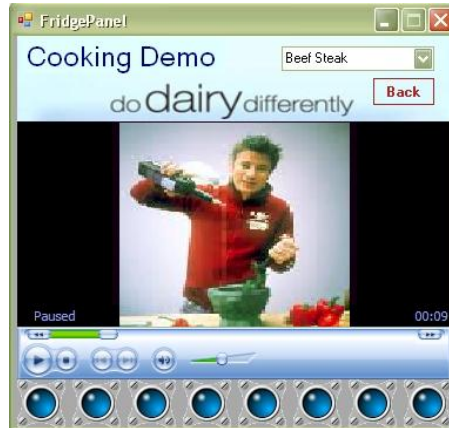 FridgePanel
Cooking Demo
Beef Steak
do dairy differently
Back
Paused
00:09